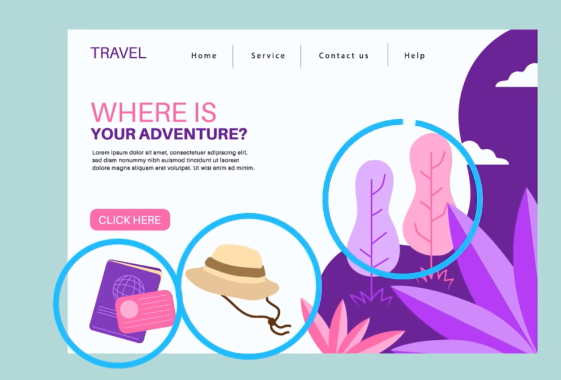 TRAVEL
Home Service Contact us Help
WHERE IS
YOUR ADVENTURE?
Lorem ipsum dolor sit amet, consectetuer adipiscing elit,
sed diam nonummy nibh euismod tincidunt ut laoreet
dolore magna aliquam erat volutpat. Ut wisi enim ad minim.
CLICK HERE